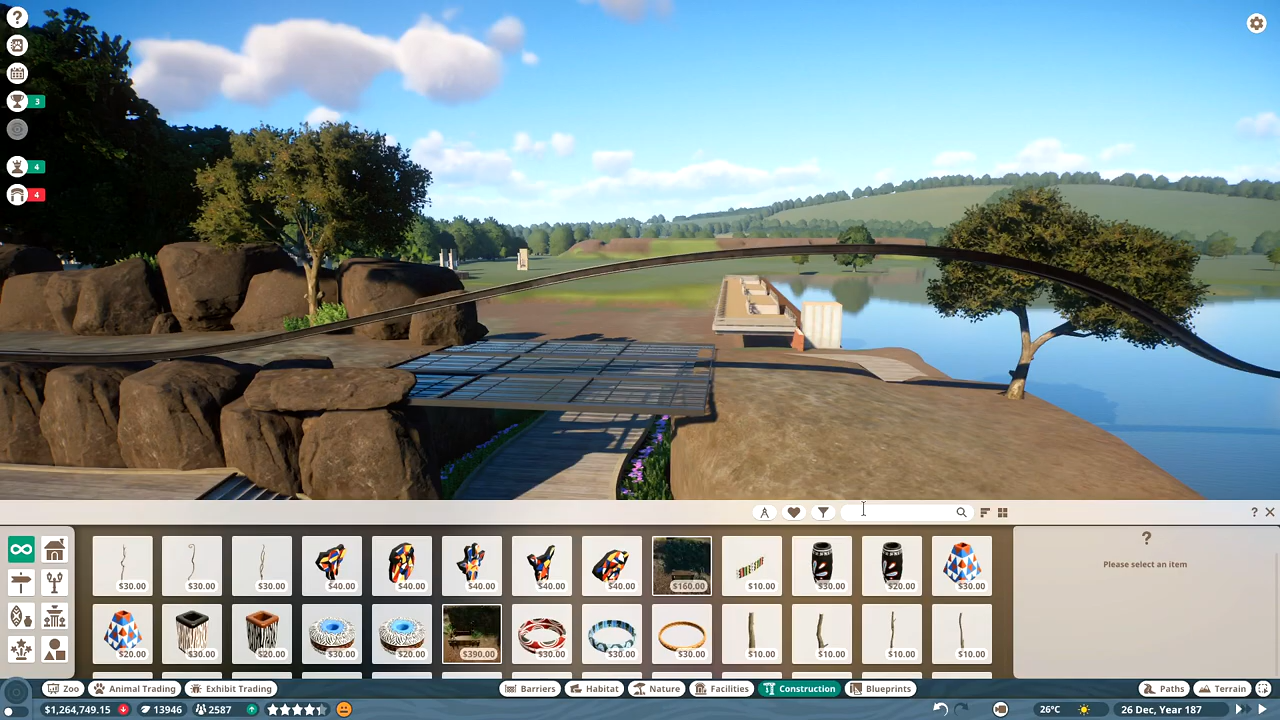 ?
3
4
4
? ×
$30.00 $30.00 $30.00 $40.00 $40.00 $40.00 $40.00 $40.00 $160.00 $10.00 $30.00 $20.00 $30.00
?
Please select an item
$20.00 $30.00 $20.00 $30.00 $20.00 $390.00 $30.00 $30.00 $30.00 $10.00 $10.00 $10.00 $10.00
Zoo Animal Trading Exhibit Trading Barriers Habitat Nature Facilities Construction Blueprints Paths Terrain
$1,264,749.15 13946 2587 26°C 26 Dec, Year 187